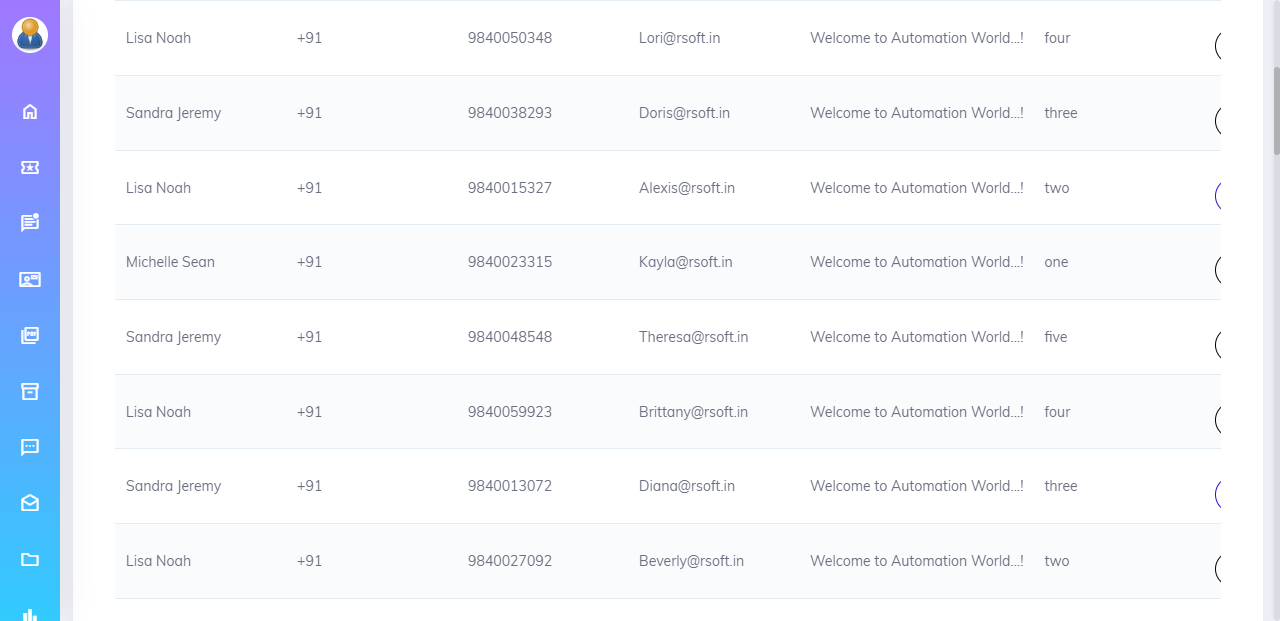 Lisa Noah +91 9840050348 Lori@rsoft.in Welcome to Automation World...! four
Sandra Jeremy +91 9840038293 Doris@rsoft.in Welcome to Automation World...! three
Lisa Noah +91 9840015327 Alexis@rsoft.in Welcome to Automation World...! two
Michelle Sean +91 9840023315 Kayla@rsoft.in Welcome to Automation World...! one
Sandra Jeremy +91 9840048548 Theresa@rsoft.in Welcome to Automation World...! five
Lisa Noah +91 9840059923 Brittany@rsoft.in Welcome to Automation World...! four
Sandra Jeremy +91 9840013072 Diana@rsoft.in Welcome to Automation World...! three
Lisa Noah +91 9840027092 Beverly@rsoft.in Welcome to Automation World...! two